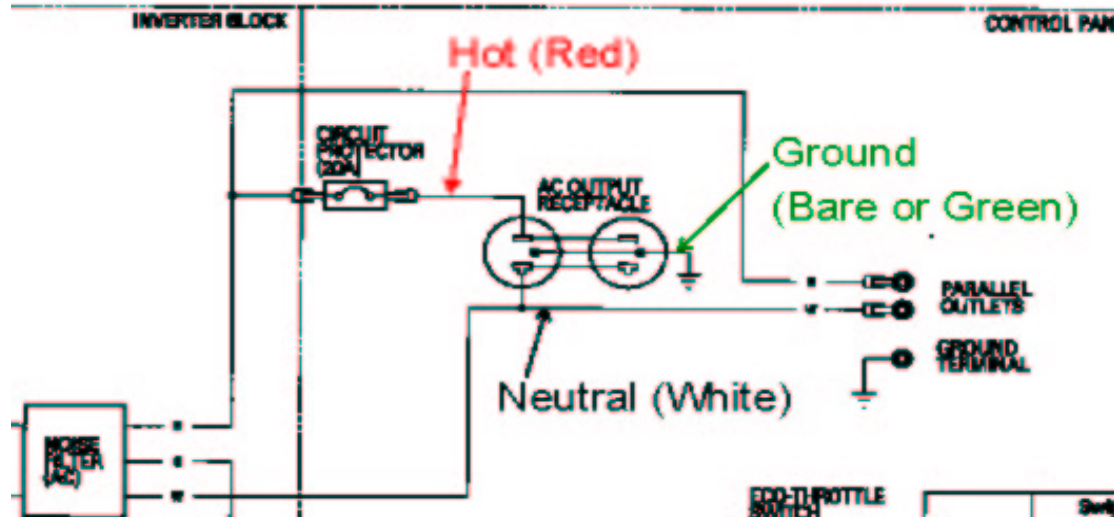 INVERTER BLOCK
CONTROL PAN
Hot (Red)
CIRCUIT
PROTECTOR
(20A)
Ground
(Bare or Green)
AC OUTPUT
RECEPTACLE
PARALLEL
OUTLETS
GROUND
TERMINAL
Neutral (White)
NOISE
FILTER
(AC)
W
ECO-THROTTLE
SWITCH